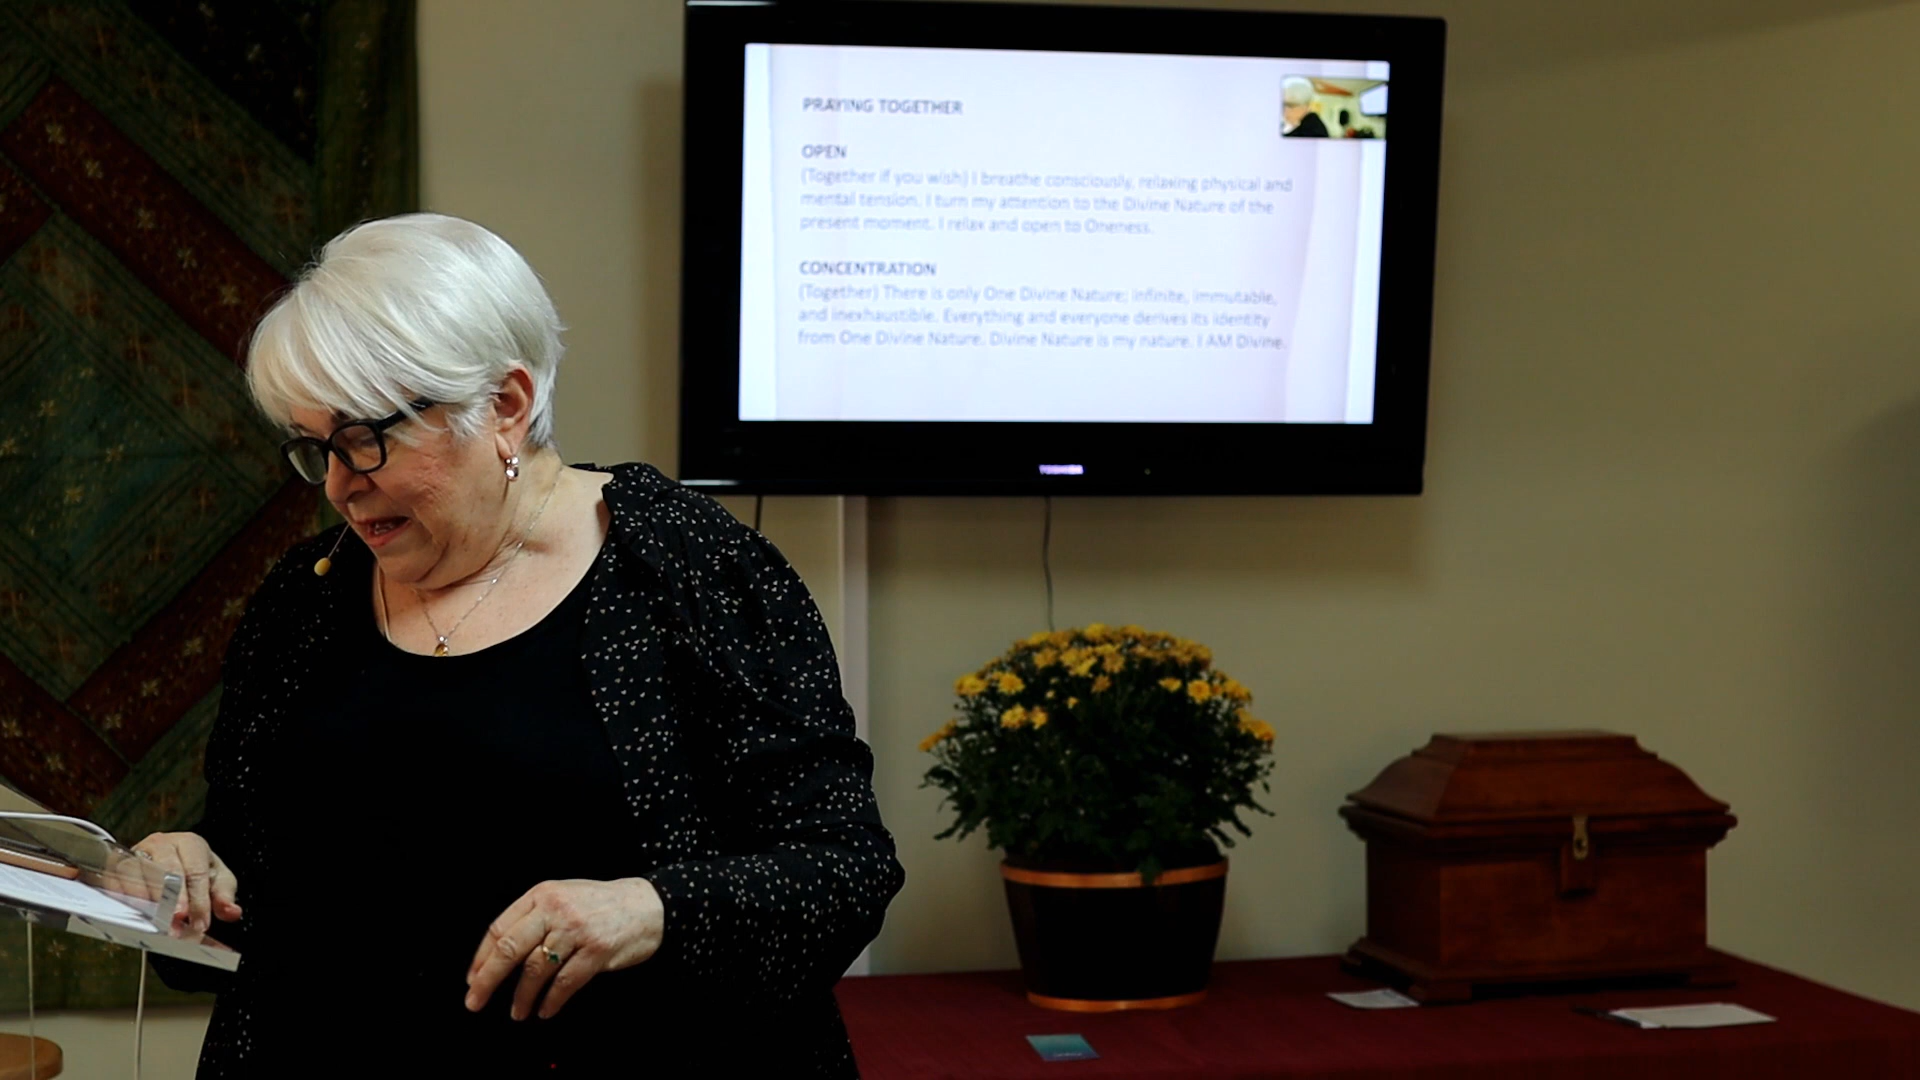 PRAYING TOGETHER
OPEN
(Together if you wish) I breathe consciously, relaxing physical and
mental tension. I turn my attention to the Divine Nature of the
present moment. I relax and open to Oneness.
CONCENTRATION
(Together) There is only One Divine Nature; infinite, immutable,
and inexhaustible. Everything and everyone derives its identity
from One Divine Nature. Divine Nature is my nature. I AM Divine.
TOSHIBA